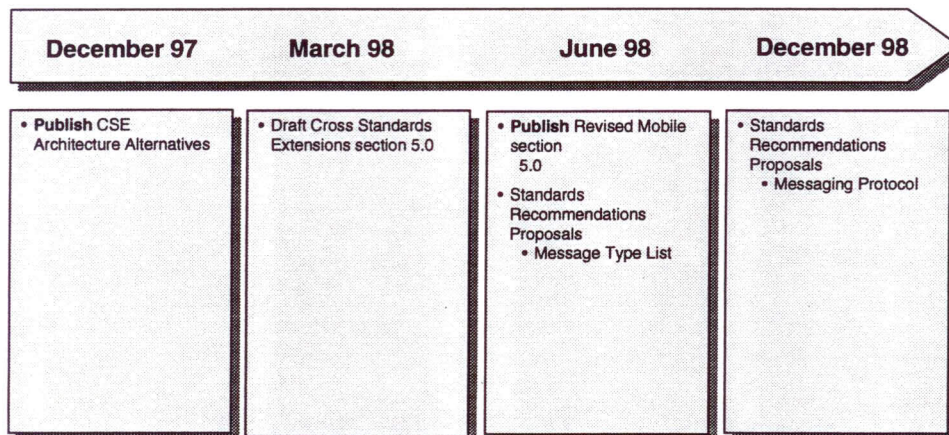 December 97
March 98
June 98
December 98
• Publish CSE
Architecture Alternatives
• Draft Cross Standards
Extensions section 5.0
• Publish Revised Mobile
section
5.0
• Standards
Recommendations
Proposals
• Message Type List
• Standards
Recommendations
Proposals
• Messaging Protocol